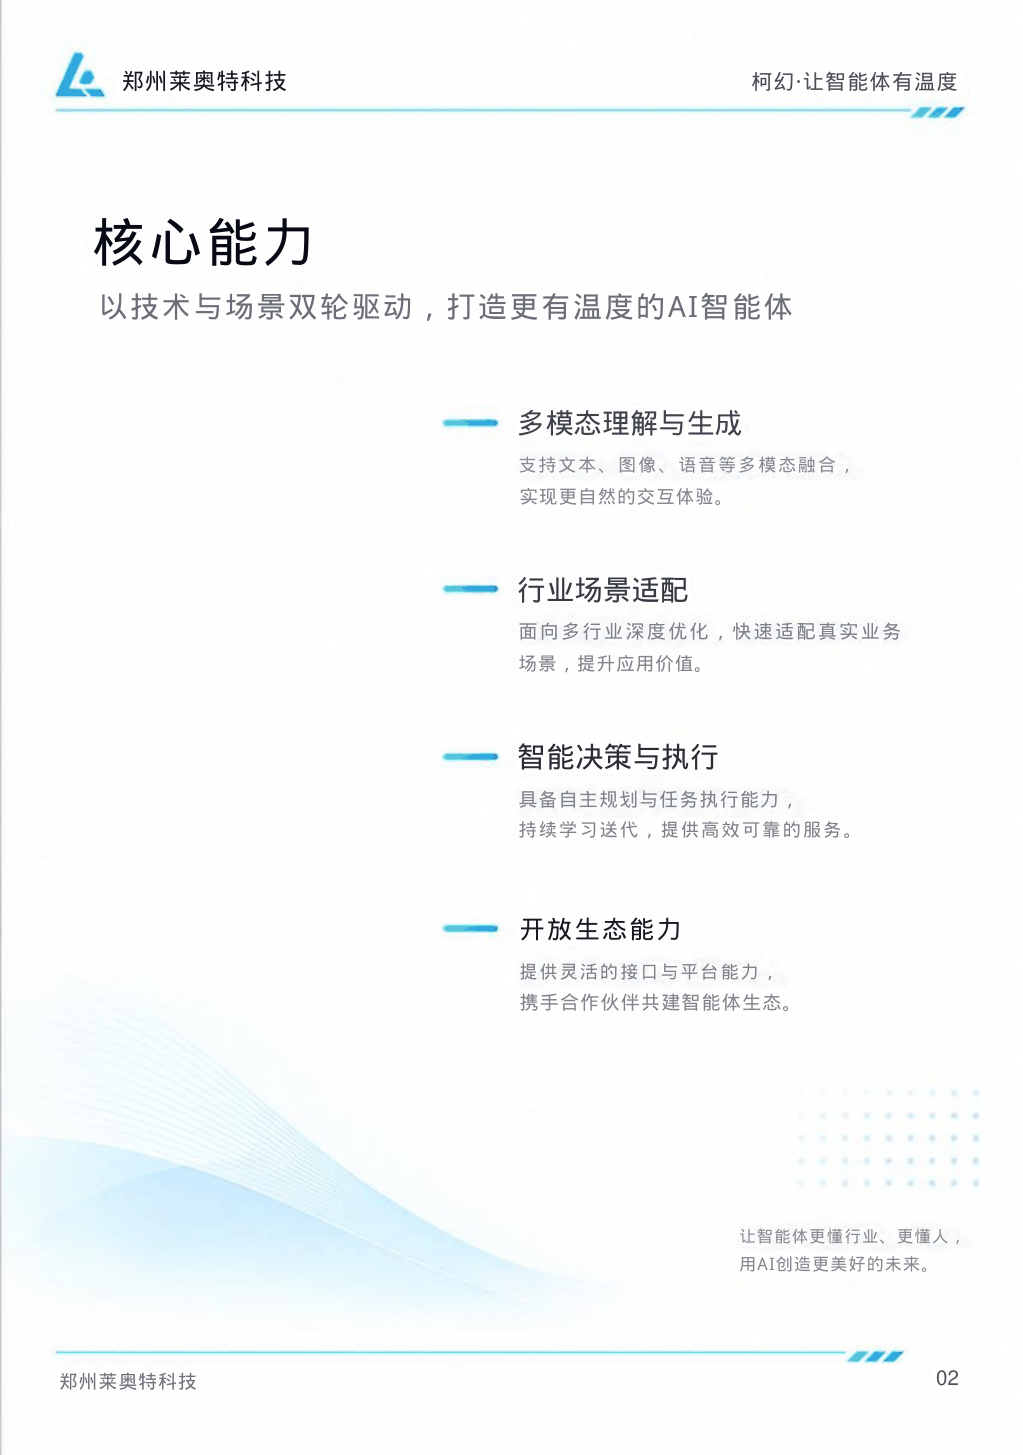 郑州莱奥特科技
柯幻·让智能体有温度
核心能力
以技术与场景双轮驱动，打造更有温度的AI智能体
多模态理解与生成
支持文本、图像、语音等多模态融合，
实现更自然的交互体验。
行业场景适配
面向多行业深度优化，快速适配真实业务
场景，提升应用价值。
智能决策与执行
具备自主规划与任务执行能力，
持续学习送代，提供高效可靠的服务。
开放生态能力
提供灵活的接口与平台能力，
携手合作伙伴共建智能体生态。
让智能体更懂行业、更懂人，
用AI创造更美好的未来。
郑州莱奥特科技
02